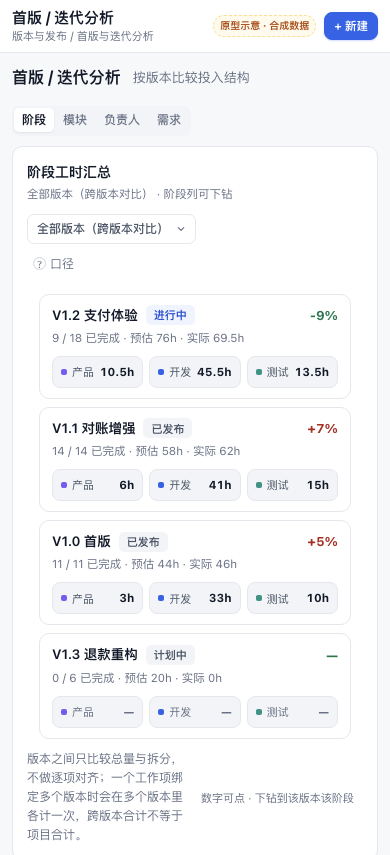 首版 / 迭代分析
版本与发布 / 首版与迭代分析
原型示意 · 合成数据
+ 新建
首版 / 迭代分析 按版本比较投入结构
阶段 模块 负责人 需求
阶段工时汇总
全部版本（跨版本对比） · 阶段列可下钻
全部版本（跨版本对比）
? 口径
V1.2 支付体验 进行中 -9%
9 / 18 已完成 · 预估 76h · 实际 69.5h
产品 10.5h 开发 45.5h 测试 13.5h
V1.1 对账增强 已发布 +7%
14 / 14 已完成 · 预估 58h · 实际 62h
产品 6h 开发 41h 测试 15h
V1.0 首版 已发布 +5%
11 / 11 已完成 · 预估 44h · 实际 46h
产品 3h 开发 33h 测试 10h
V1.3 退款重构 计划中 —
0 / 6 已完成 · 预估 20h · 实际 0h
产品 — 开发 — 测试 —
版本之间只比较总量与拆分，
不做逐项对齐；一个工作项绑
定多个版本时会在多个版本里
各计一次，跨版本合计不等于
项目合计。
数字可点 · 下钻到该版本该阶段